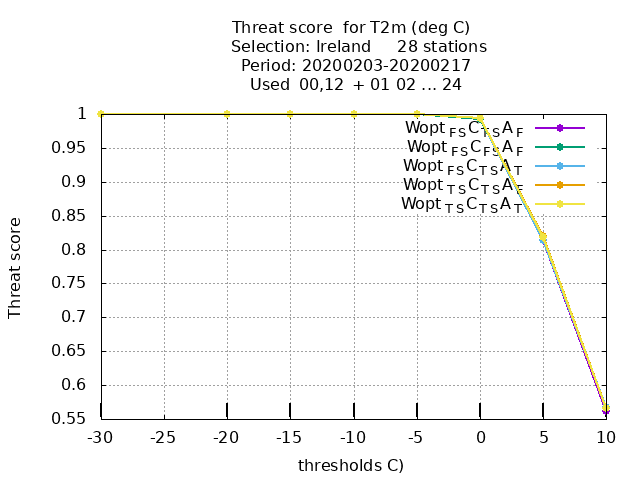 Threat score  for T2m (deg C)
Selection: Ireland     28 stations
Period: 20200203-20200217
Used  00,12  + 01 02 ... 24
Threat score
1
0.95
0.9
0.85
0.8
0.75
0.7
0.65
0.6
0.55
Wopt FS C TS A F
Wopt FS C FS A F
Wopt FS C TS A T
Wopt TS C TS A F
Wopt TS C TS A T
-30 -25 -20 -15 -10 -5 0 5 10
thresholds C)